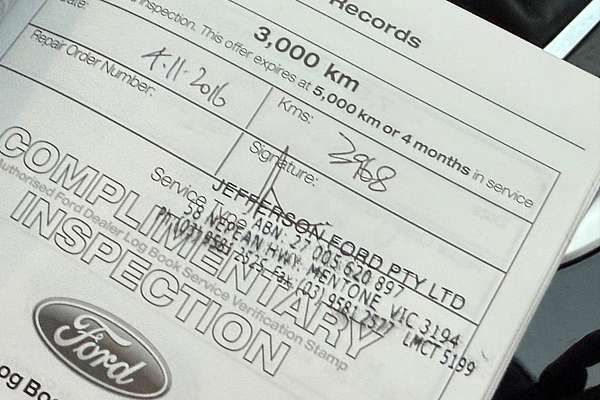 Records
3,000 km
inspection. This offer expires at 5,000 km or 4 months in service
4-11-2016
Kms:
2968
Repair Order Number:
Signature:
Service Type
JEFFERSON FORD PTY LTD
ABN: 27 005 620 897
58 NEPEAN HWY. MENTONE VIC 3194
PH (03) 9581 2525 Fax (03) 9581 2577 LMCT 5199
COMPLIMENTARY
INSPECTION
Authorised Ford Dealer Log Book Service Verification Stamp
Ford